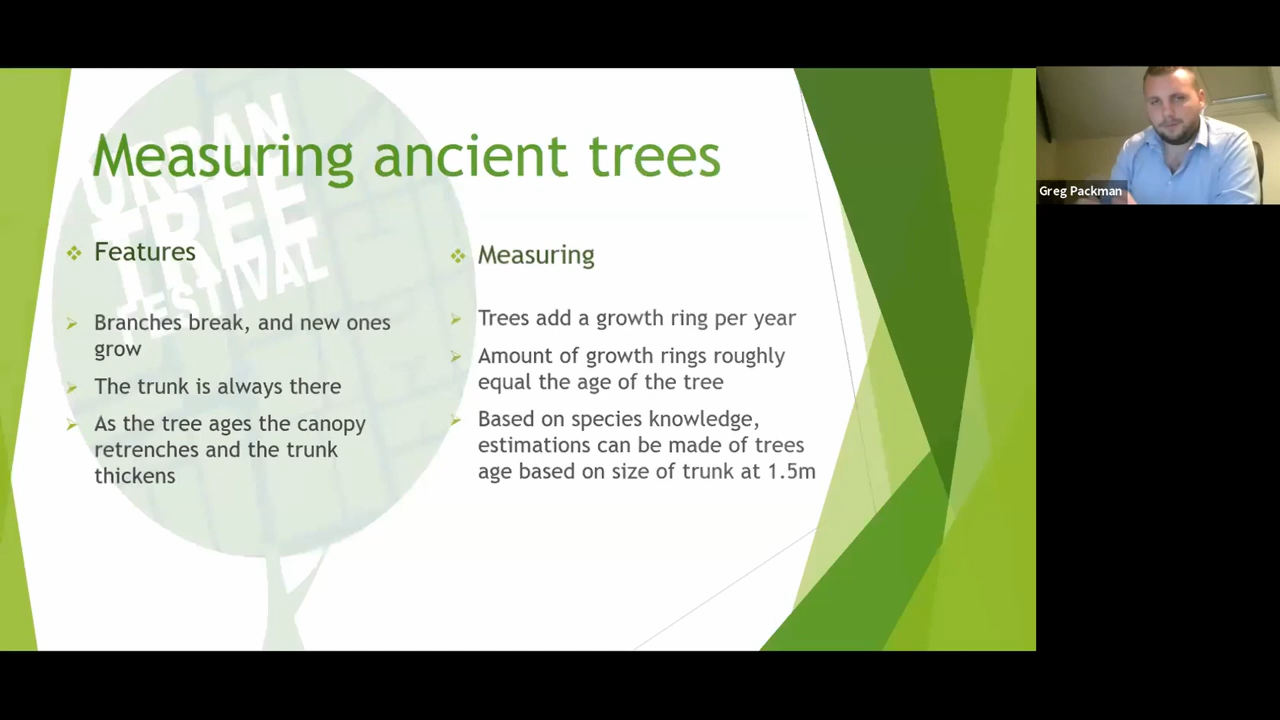 URBAN
TREE
FESTIVAL
Measuring ancient trees
Features
Branches break, and new ones
grow
The trunk is always there
As the tree ages the canopy
retrenches and the trunk
thickens
Measuring
Trees add a growth ring per year
Amount of growth rings roughly
equal the age of the tree
Based on species knowledge,
estimations can be made of trees
age based on size of trunk at 1.5m
Greg Packman